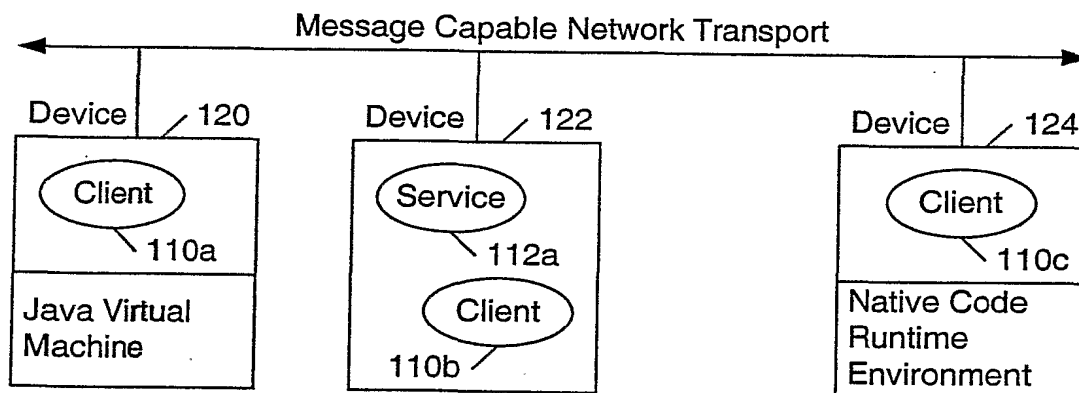 Message Capable Network Transport
Device
120
Device
122
Device
124
Client
110a
Java Virtual
Machine
Service
112a
Client
110b
Client
110c
Native Code
Runtime
Environment